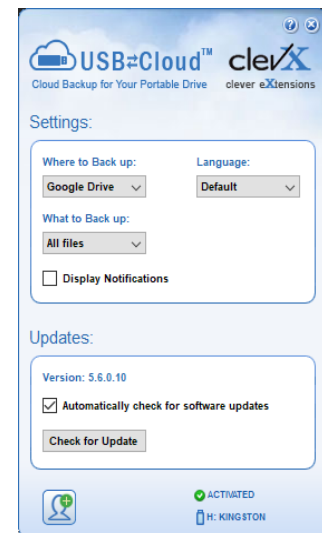 USB⇄Cloud™
clevX
Cloud Backup for Your Portable Drive
clever eXtensions
Settings:
Where to Back up:
Language:
Google Drive
Default
What to Back up:
All files
Display Notifications
Updates:
Version: 5.6.0.10
Automatically check for software updates
Check for Update
ACTIVATED
H: KINGSTON